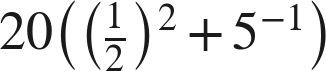 20((1/2)² + 5⁻¹)